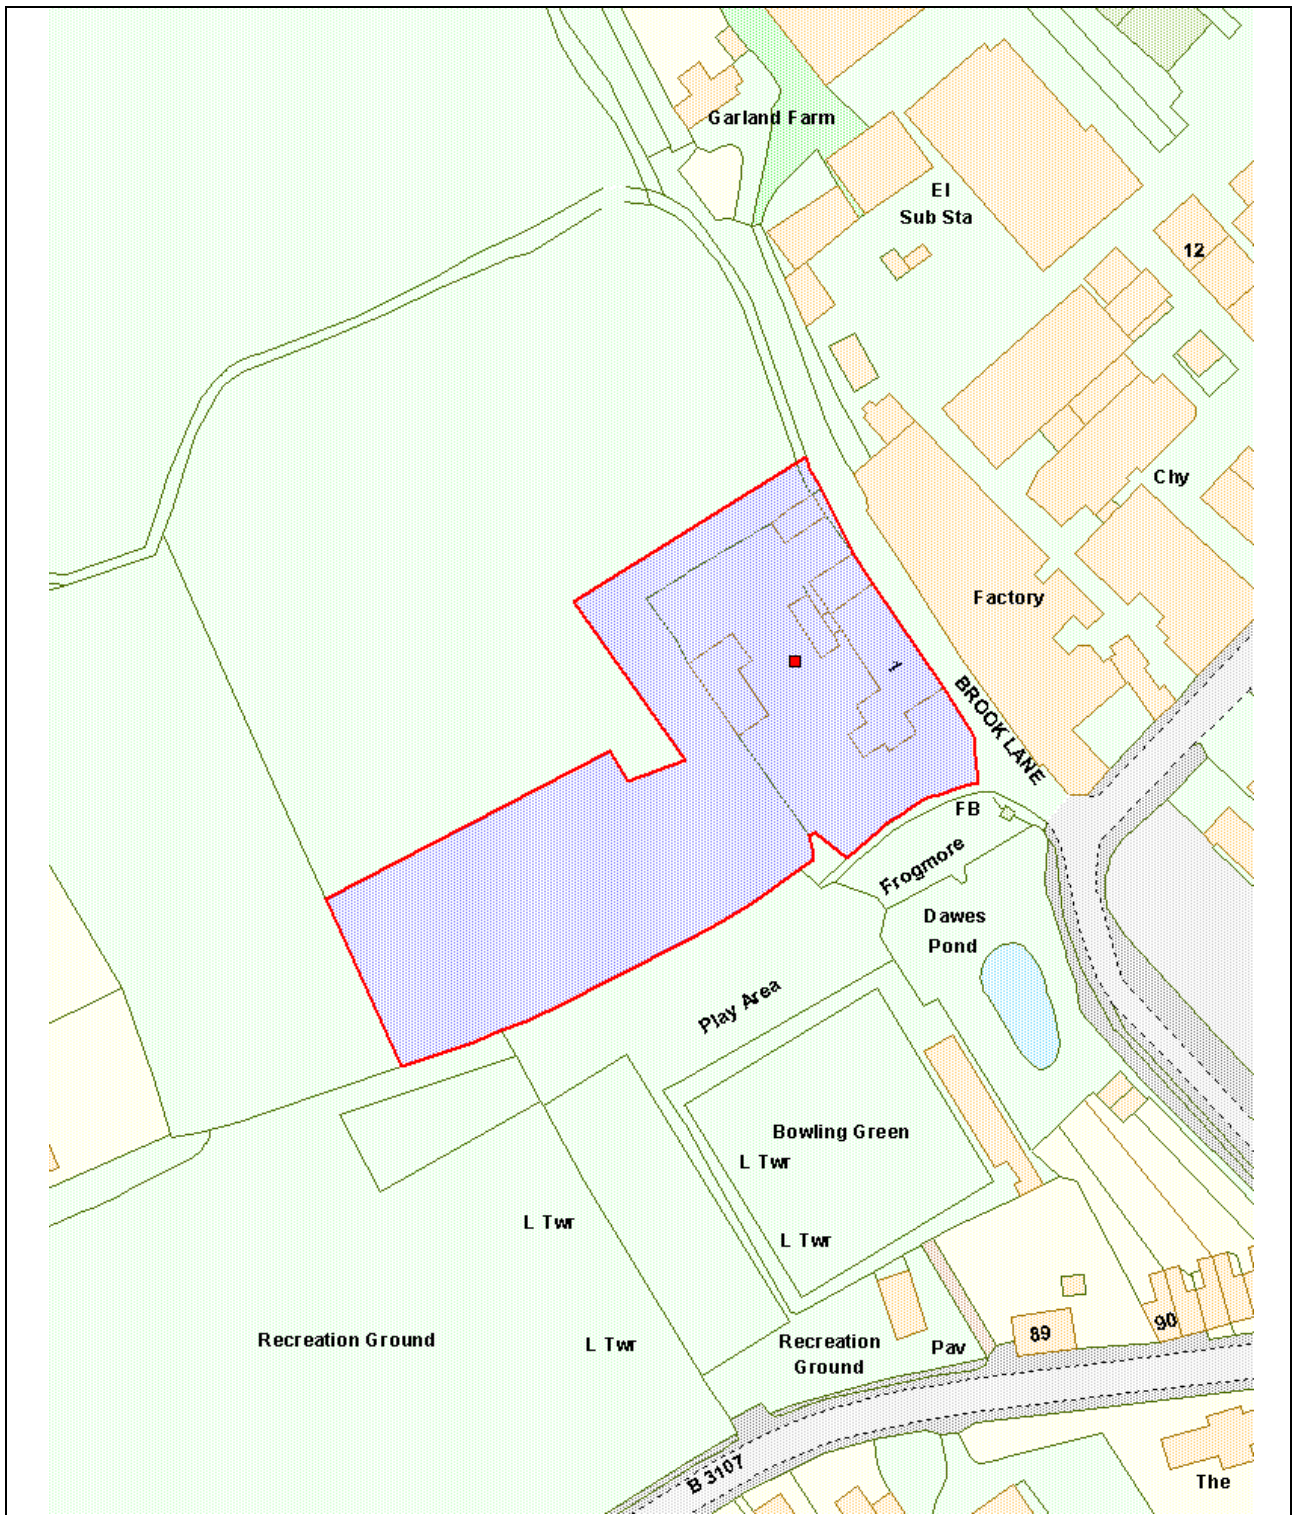 Garland Farm
El
Sub Sta
12
Chy
Factory
1
BROOK LANE
FB
Frogmore
Dawes
Pond
Play Area
Bowling Green
L Twr
L Twr
L Twr
L Twr
Recreation Ground
Recreation
Ground
Pav
89
90
B 3107
The